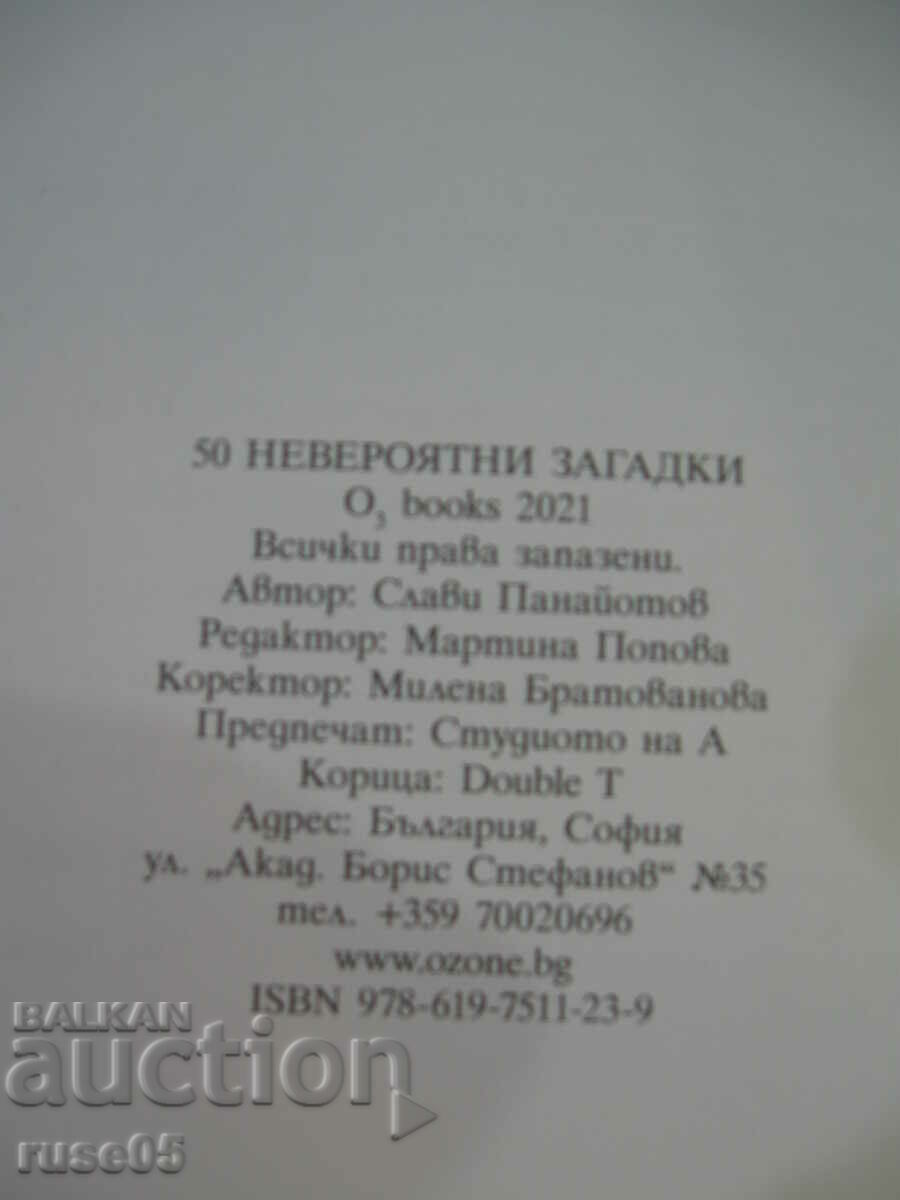 50 НЕВЕРОЯТНИ ЗАГАДКИ
O₃ books 2021
Всички права запазени.
Автор: Слави Панайотов
Редактор: Мартина Попова
Коректор: Милена Братованова
Предпечат: Студиото на А
Корица: Double T
Адрес: България, София
ул. „Акад. Борис Стефанов“ №35
тел. +359 70020696
www.ozone.bg
ISBN 978-619-7511-23-9
BALKAN
auction
ruse05